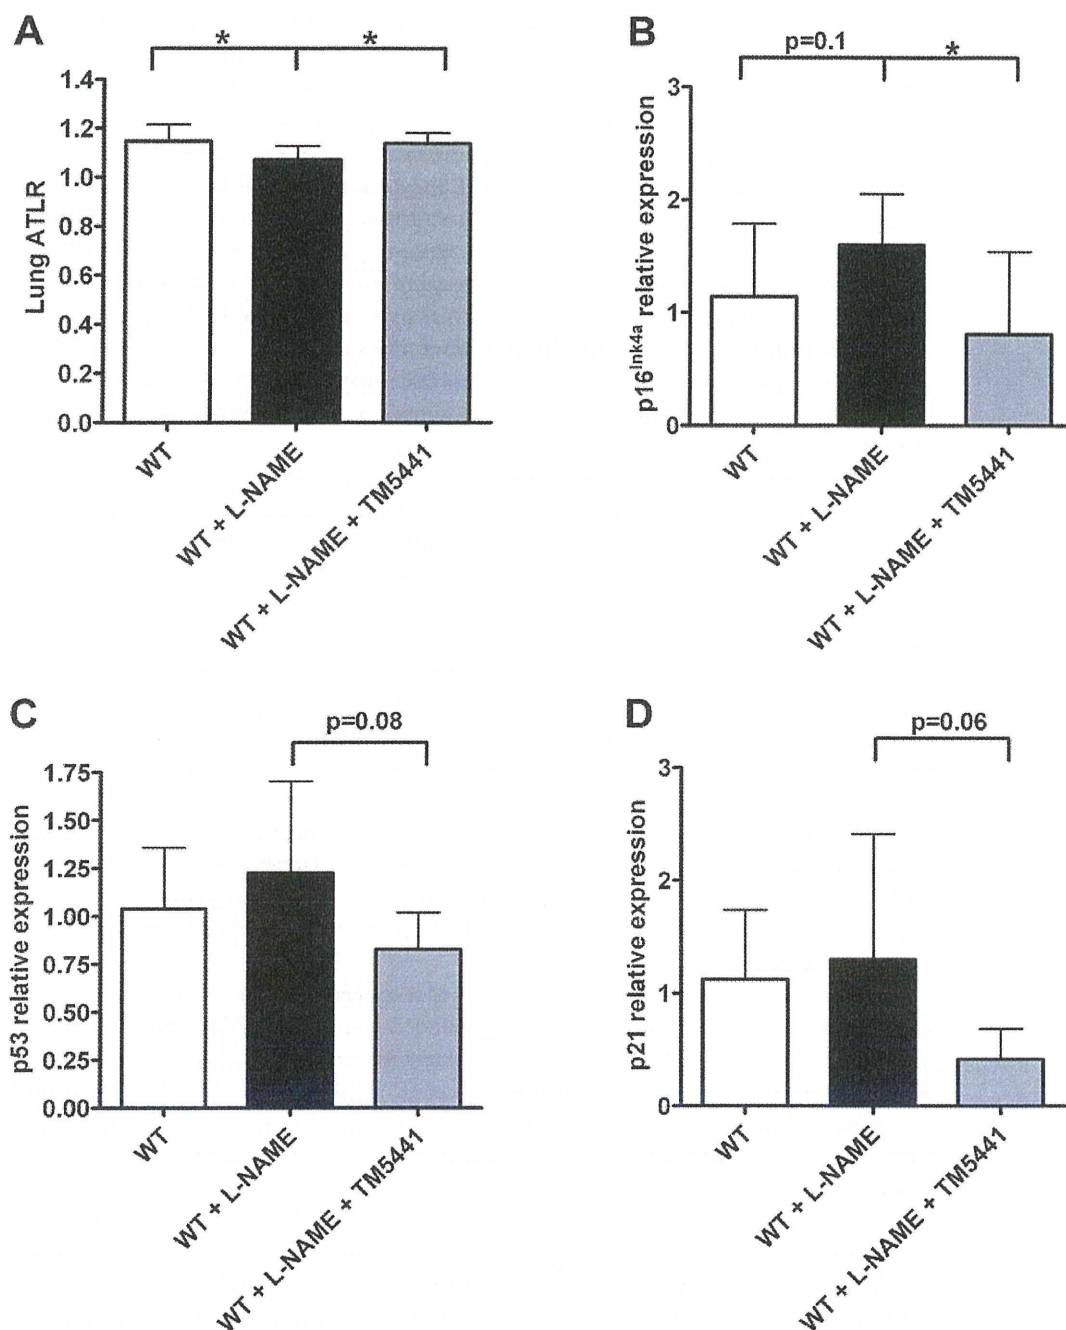 A
*
*
Lung ATLR
1.4
1.2
1.0
0.8
0.6
0.4
0.2
0.0
WT
WT + L-NAME
WT + L-NAME + TM5441
B
p=0.1
*
p16^Ink4a relative expression
3
2
1
0
WT
WT + L-NAME
WT + L-NAME + TM5441
C
p=0.08
p53 relative expression
1.75
1.50
1.25
1.00
0.75
0.50
0.25
0.00
WT
WT + L-NAME
WT + L-NAME + TM5441
D
p=0.06
p21 relative expression
3
2
1
0
WT
WT + L-NAME
WT + L-NAME + TM5441